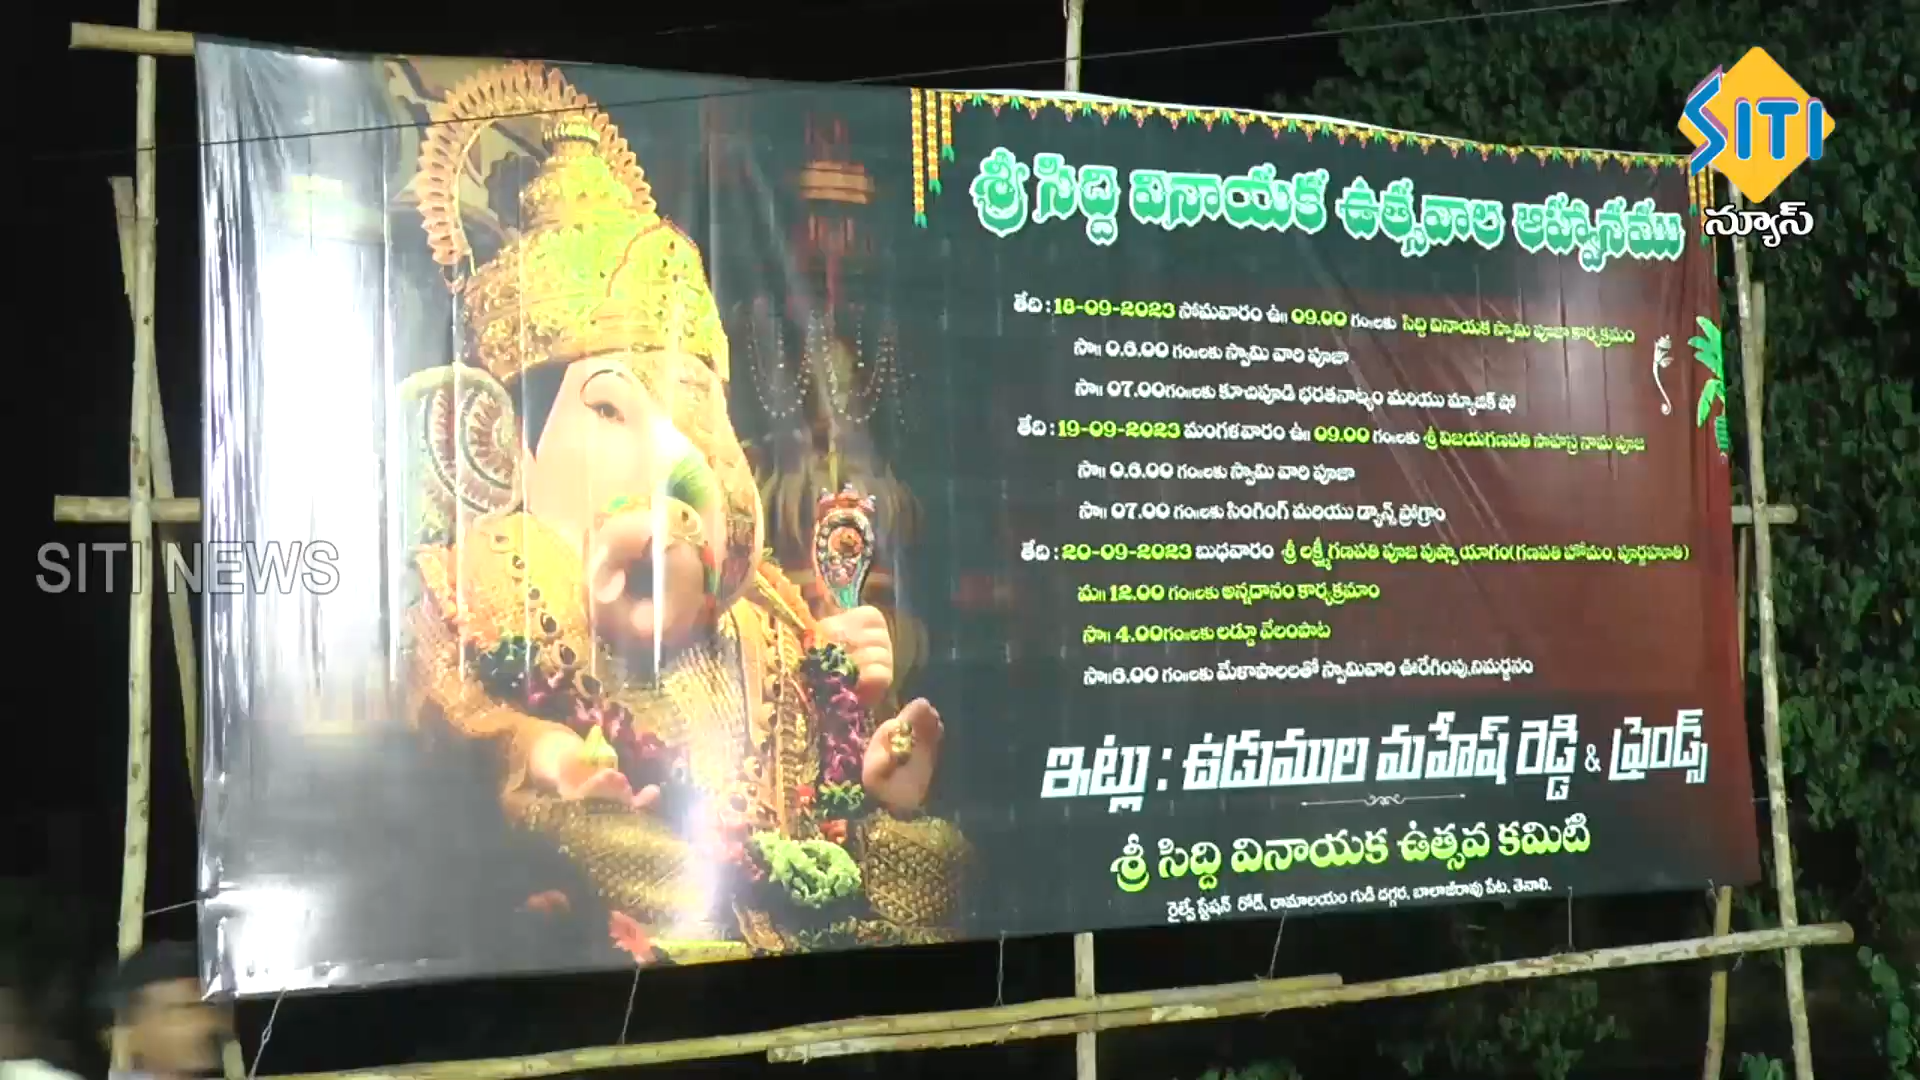 SITI
న్యూస్
శ్రీ సిద్ది వినాయక ఉత్సవాల ఆహ్వానము
తేది : 18-09-2023 సోమవారం ఉ॥ 09.00 గం॥లకు సిద్ది వినాయక స్వామి పూజా కార్యక్రమం
సా॥ 0.6.00 గం॥లకు స్వామి వారి పూజా
సా॥ 07.00గం॥లకు కూచిపూడి భరతనాట్యం మరియు మ్యాజిక్ షో
తేది : 19-09-2023 మంగళవారం ఉ॥ 09.00 గం॥లకు శ్రీ విజయగణపతి సాహస్ర నామ పూజ
సా॥ 0.6.00 గం॥లకు స్వామి వారి పూజా
సా॥ 07.00 గం॥లకు సింగింగ్ మరియు డ్యాన్స్ ప్రోగ్రాం
తేది : 20-09-2023 బుధవారం శ్రీ లక్ష్మీగణపతి పూజ పుష్పా యాగం(గణపతి హోమం, పూర్ణహుతి)
మ॥ 12.00 గం॥లకు అన్నదానం కార్యక్రమాం
సా॥ 4.00గం॥లకు లడ్డూ వేలంపాట
సా॥6.00 గం॥లకు మేళాపాలలతో స్వామివారి ఊరేగింపు,నిమర్జనం
SITI NEWS
ఇట్లు : ఉడుముల మహేష్ రెడ్డి & ఫ్రెండ్స్
శ్రీ సిద్ది వినాయక ఉత్సవ కమిటి
రైల్వే స్టేషన్ రోడ్, రామాలయం గుడి దగ్గర, బాలాజీరావు పేట, తెనాలి.